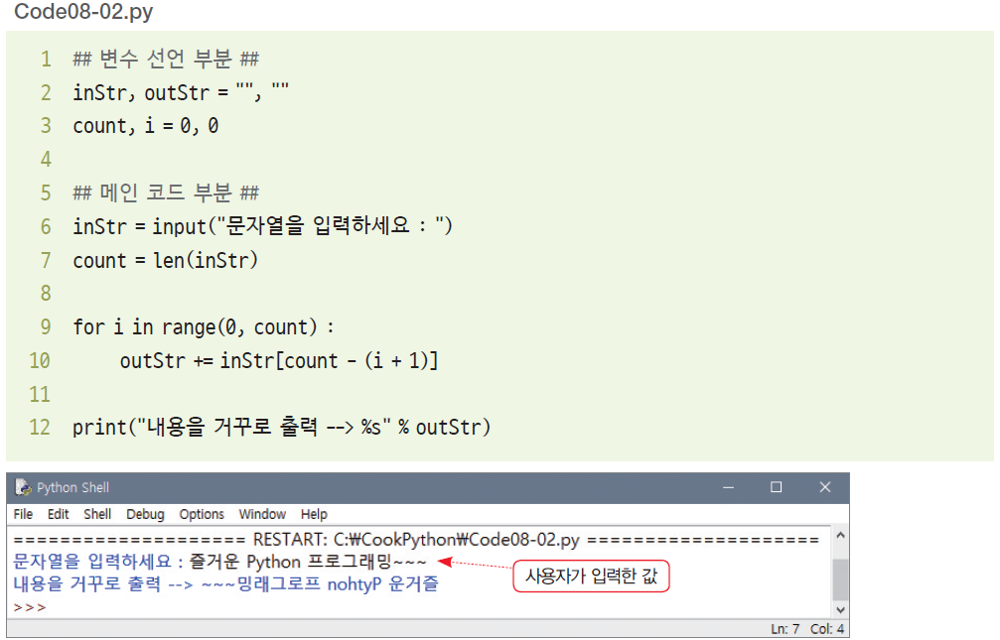 Code08-02.py
1 ## 변수 선언 부분 ##
2 inStr, outStr = "", ""
3 count, i = 0, 0
4
5 ## 메인 코드 부분 ##
6 inStr = input("문자열을 입력하세요 : ")
7 count = len(inStr)
8
9 for i in range(0, count) :
10 outStr += inStr[count - (i + 1)]
11
12 print("내용을 거꾸로 출력 --> %s" % outStr)
Python Shell
File Edit Shell Debug Options Window Help
==================== RESTART: C:₩CookPython₩Code08-02.py ====================
문자열을 입력하세요 : 즐거운 Python 프로그래밍~~~
사용자가 입력한 값
내용을 거꾸로 출력 --> ~~~밍래그로프 nohtyP 운거즐
>>>
Ln: 7 Col: 4